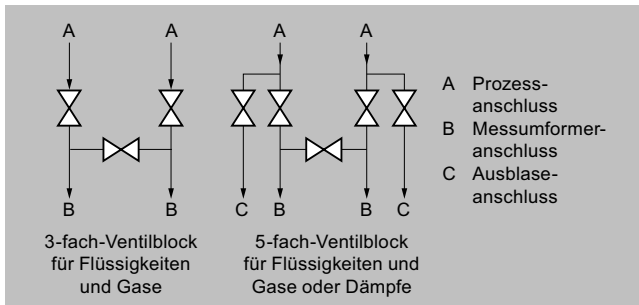 A A A A
A Prozess-
anschluss
B Messumformer-
anschluss
C Ausblase-
anschluss
B B C B B C
3-fach-Ventilblock
für Flüssigkeiten
und Gase
5-fach-Ventilblock
für Flüssigkeiten und
Gase oder Dämpfe